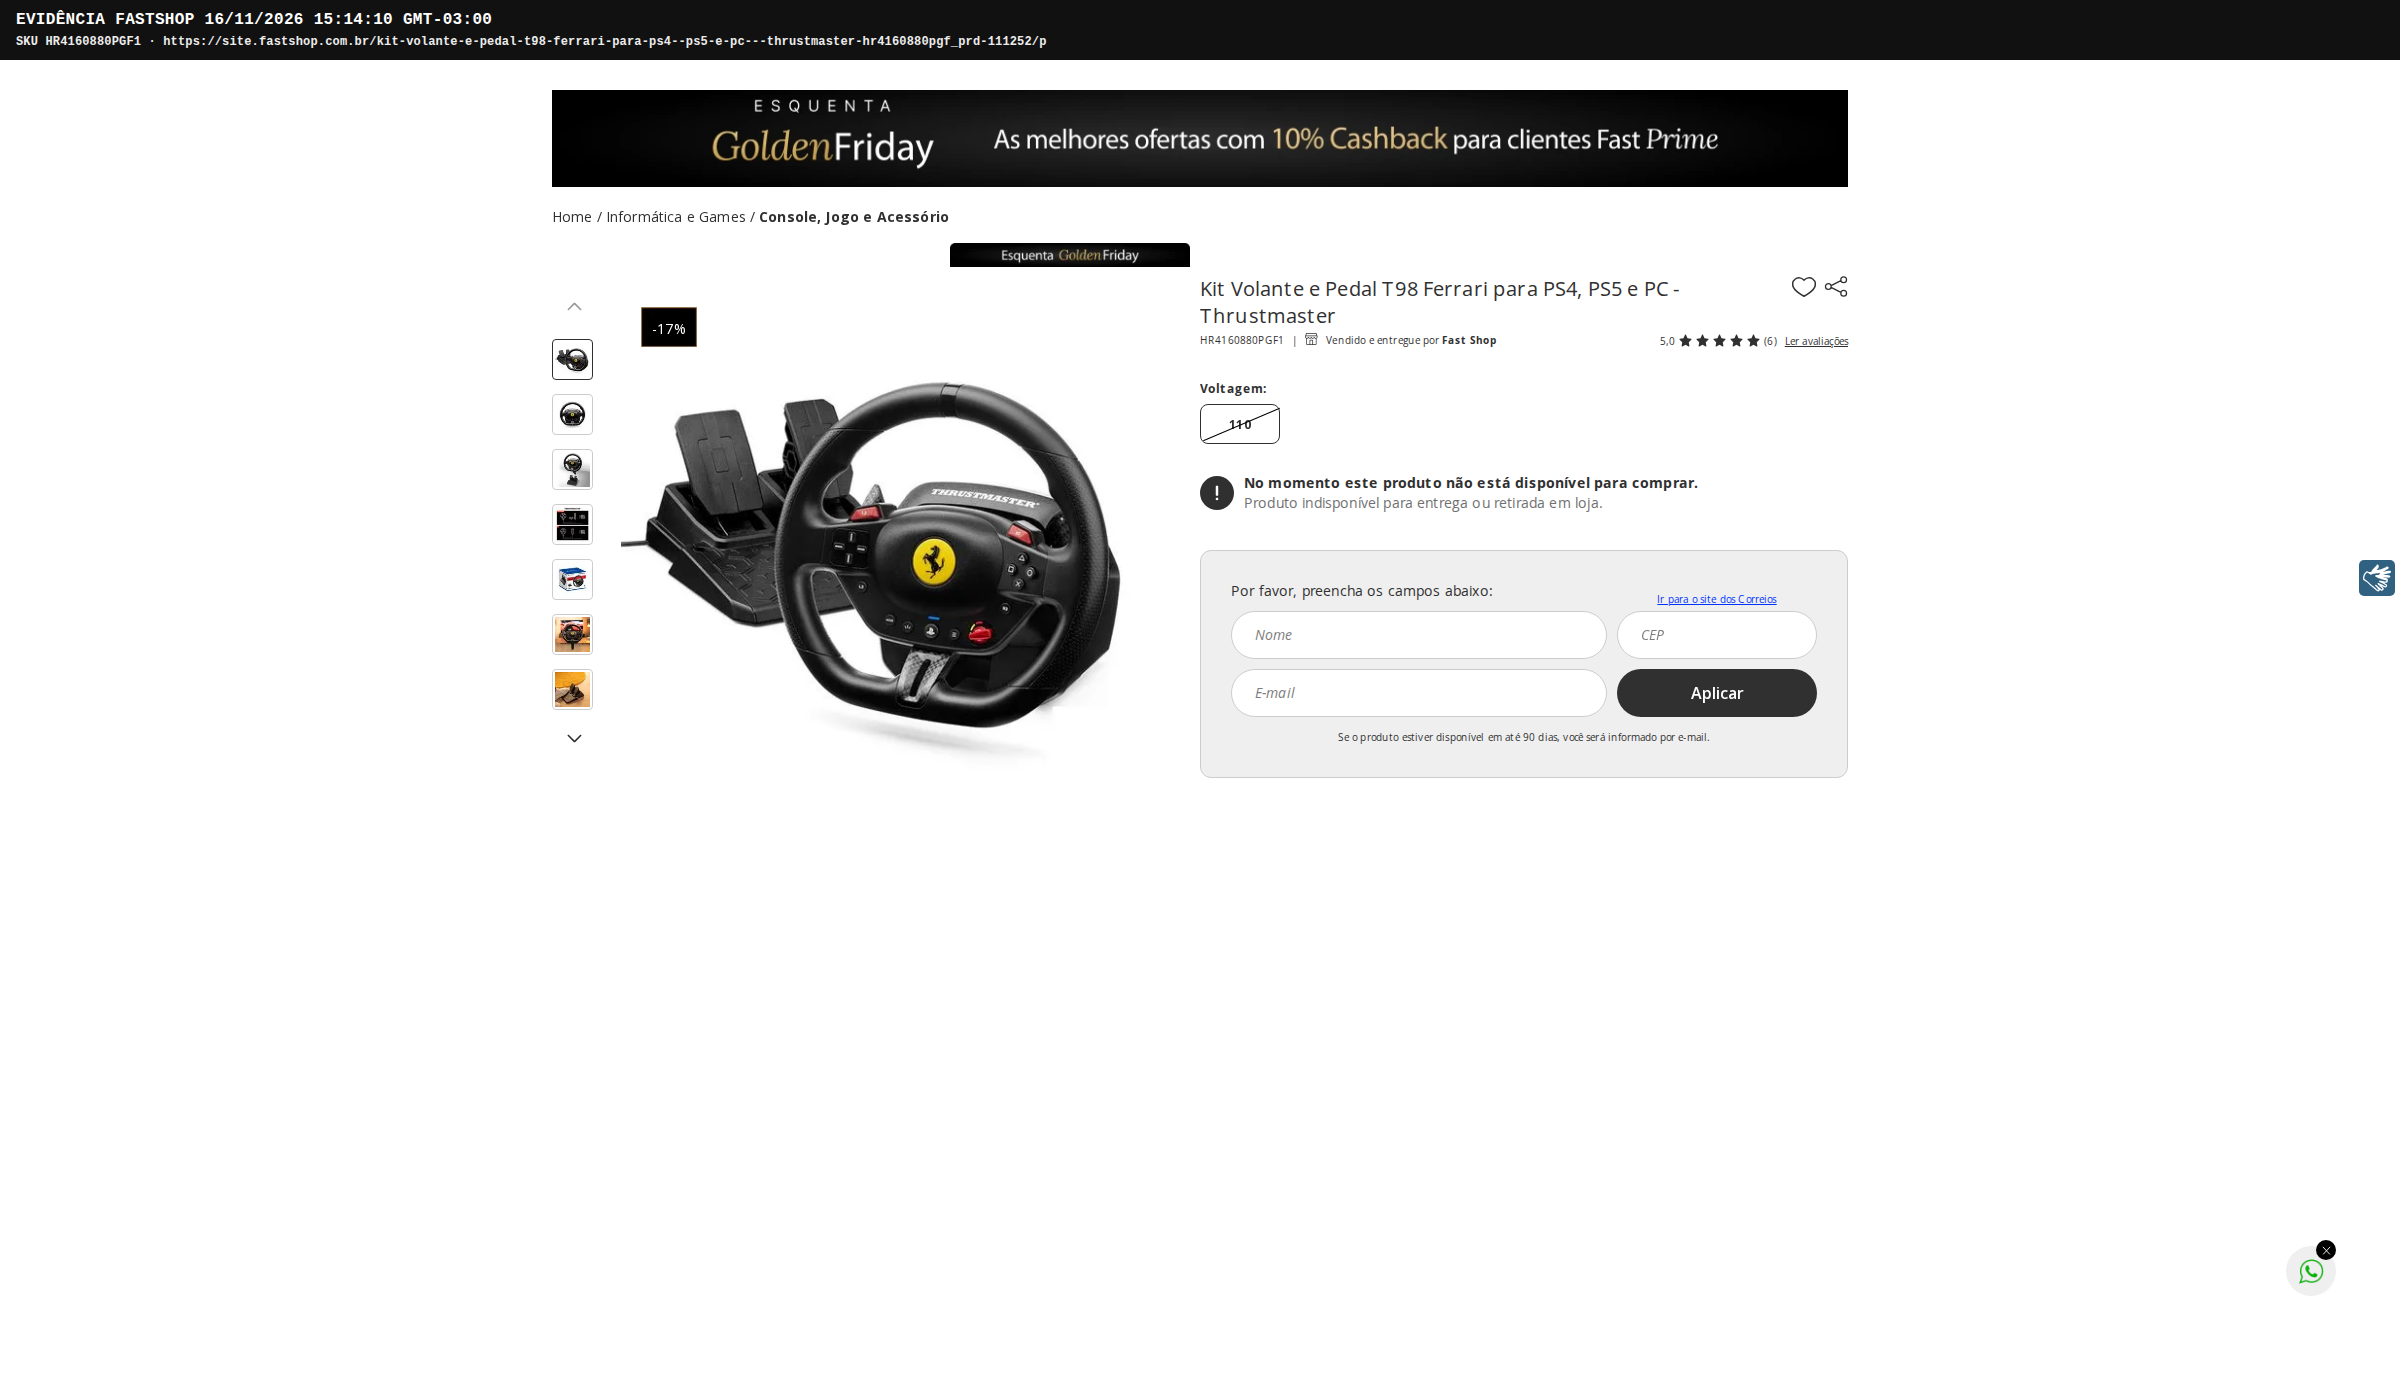 EVIDÊNCIA FASTSHOP 16/11/2026 15:14:10 GMT-03:00
SKU HR4160880PGF1 · https://site.fastshop.com.br/kit-volante-e-pedal-t98-ferrari-para-ps4--ps5-e-pc---thrustmaster-hr4160880pgf_prd-111252/p
ESQUENTA
GoldenFriday
As melhores ofertas com 10% Cashback para clientes Fast Prime
Home / Informática e Games / Console, Jogo e Acessório
Esquenta GoldenFriday
-17%
THRUSTMASTER
Kit Volante e Pedal T98 Ferrari para PS4, PS5 e PC -
Thrustmaster
HR4160880PGF1 | Vendido e entregue por Fast Shop
5,0 (6) Ler avaliações
Voltagem:
110
No momento este produto não está disponível para comprar.
Produto indisponível para entrega ou retirada em loja.
Por favor, preencha os campos abaixo:
Ir para o site dos Correios
Nome
CEP
E-mail
Aplicar
Se o produto estiver disponível em até 90 dias, você será informado por e-mail.